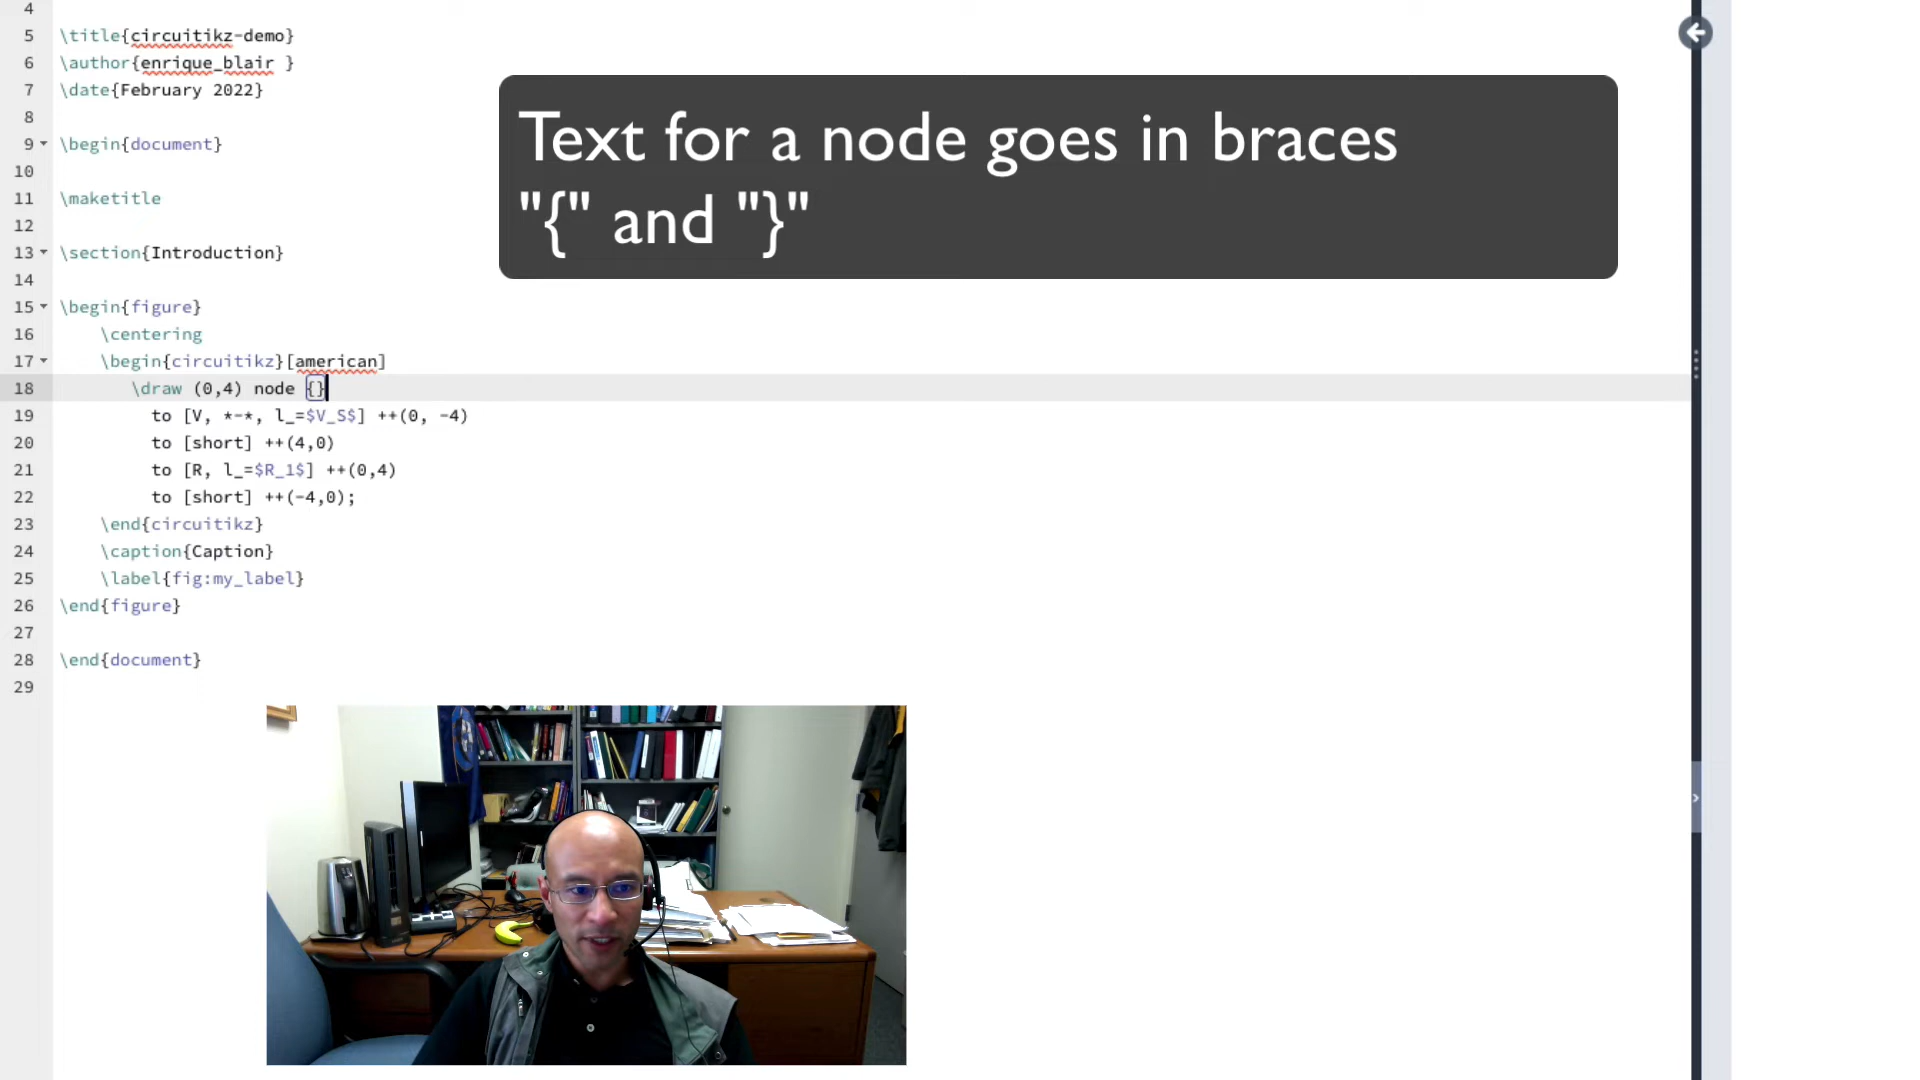 4
5 \title{circuitikz-demo}
6 \author{enrique_blair }
7 \date{February 2022}
8
9 \begin{document}
10
11 \maketitle
12
13 \section{Introduction}
14
15 \begin{figure}
16 \centering
17 \begin{circuitikz}[american]
18 \draw (0,4) node {}
19 to [V, *-*, l_=$V_S$] ++(0, -4)
20 to [short] ++(4,0)
21 to [R, l_=$R_1$] ++(0,4)
22 to [short] ++(-4,0);
23 \end{circuitikz}
24 \caption{Caption}
25 \label{fig:my_label}
26 \end{figure}
27
28 \end{document}
29
Text for a node goes in braces
"{" and "}"